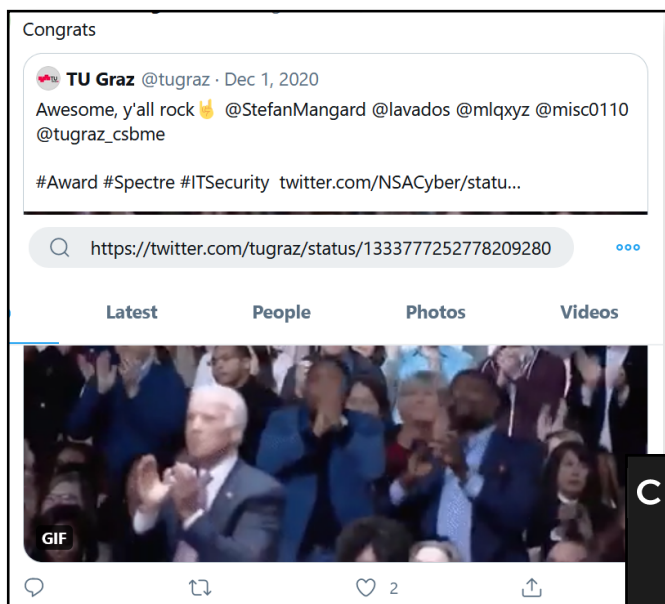 Congrats
TU Graz @tugraz · Dec 1, 2020
Awesome, y'all rock🤘 @StefanMangard @lavados @mlqxyz @misc0110
@tugraz_csbme
#Award #Spectre #ITSecurity twitter.com/NSACyber/statu...
https://twitter.com/tugraz/status/1333777252778209280
Latest People Photos Videos
C
GIF
2